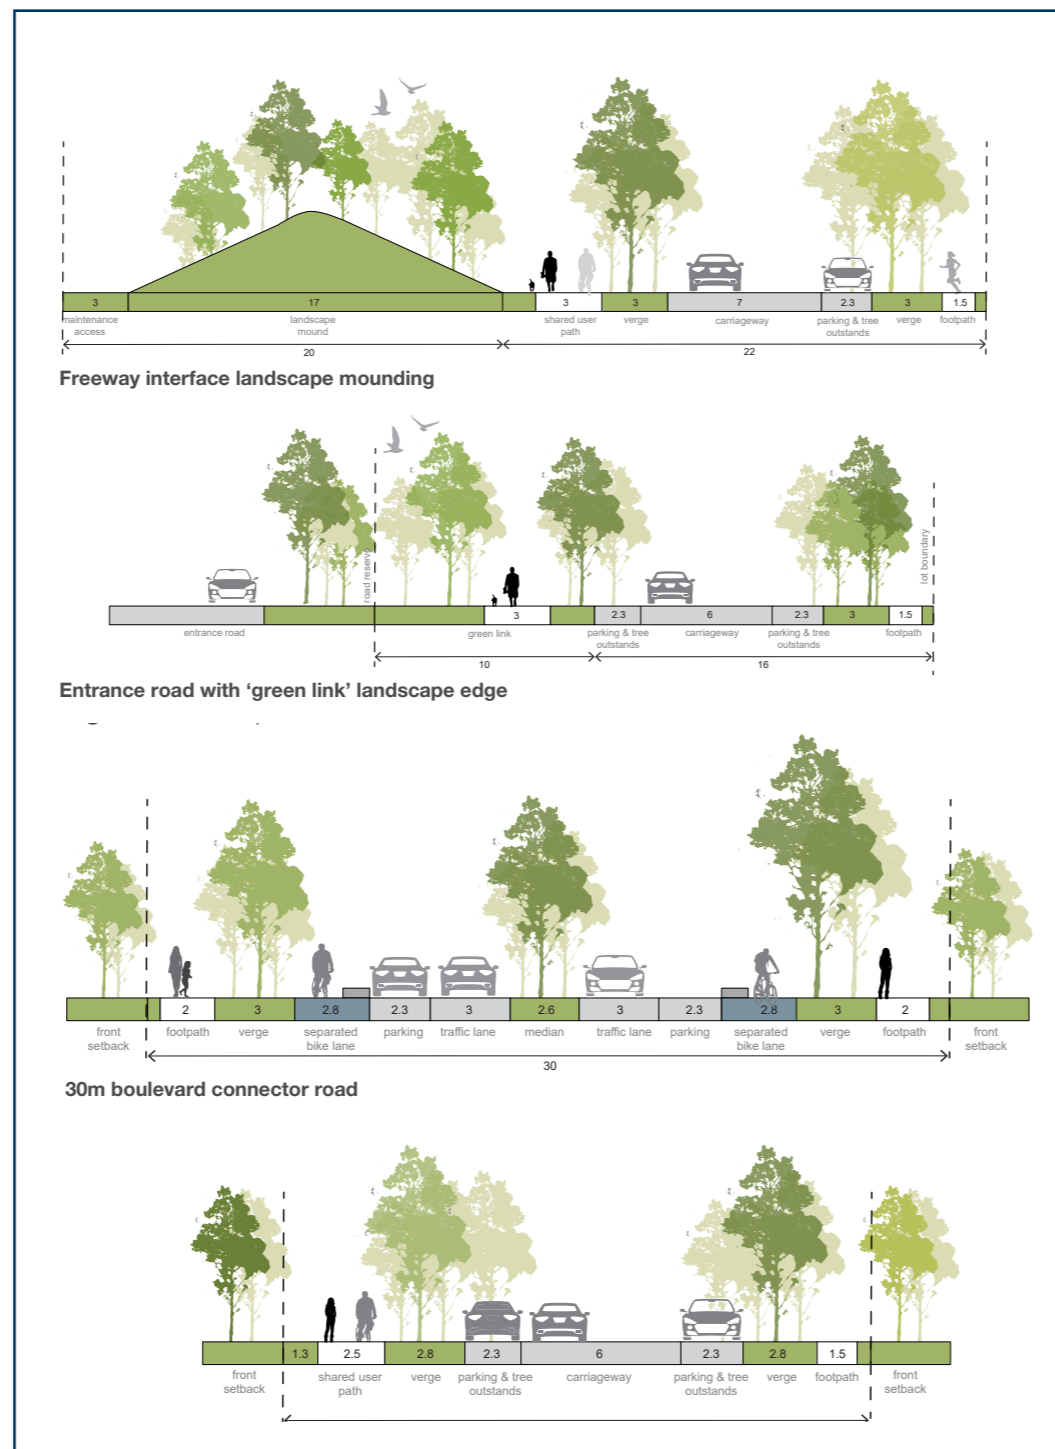 3 17 3 3 7 2.3 3 1.5
maintenance access
landscape mound
shared user path
verge
carriageway
parking & tree outstands
verge
footpath
20 22
Freeway interface landscape mounding
road reserve
lot boundary
3 2.3 6 2.3 3 1.5
entrance road
green link
parking & tree outstands
carriageway
parking & tree outstands
footpath
10 16
Entrance road with ‘green link’ landscape edge
2 3 2.8 2.3 3 2.6 3 2.3 2.8 3 2
front setback
footpath
verge
separated bike lane
parking
traffic lane
median
traffic lane
parking
separated bike lane
verge
footpath
front setback
30
30m boulevard connector road
1.3 2.5 2.8 2.3 6 2.3 2.8 1.5
front setback
shared user path
verge
parking & tree outstands
carriageway
parking & tree outstands
verge
footpath
front setback